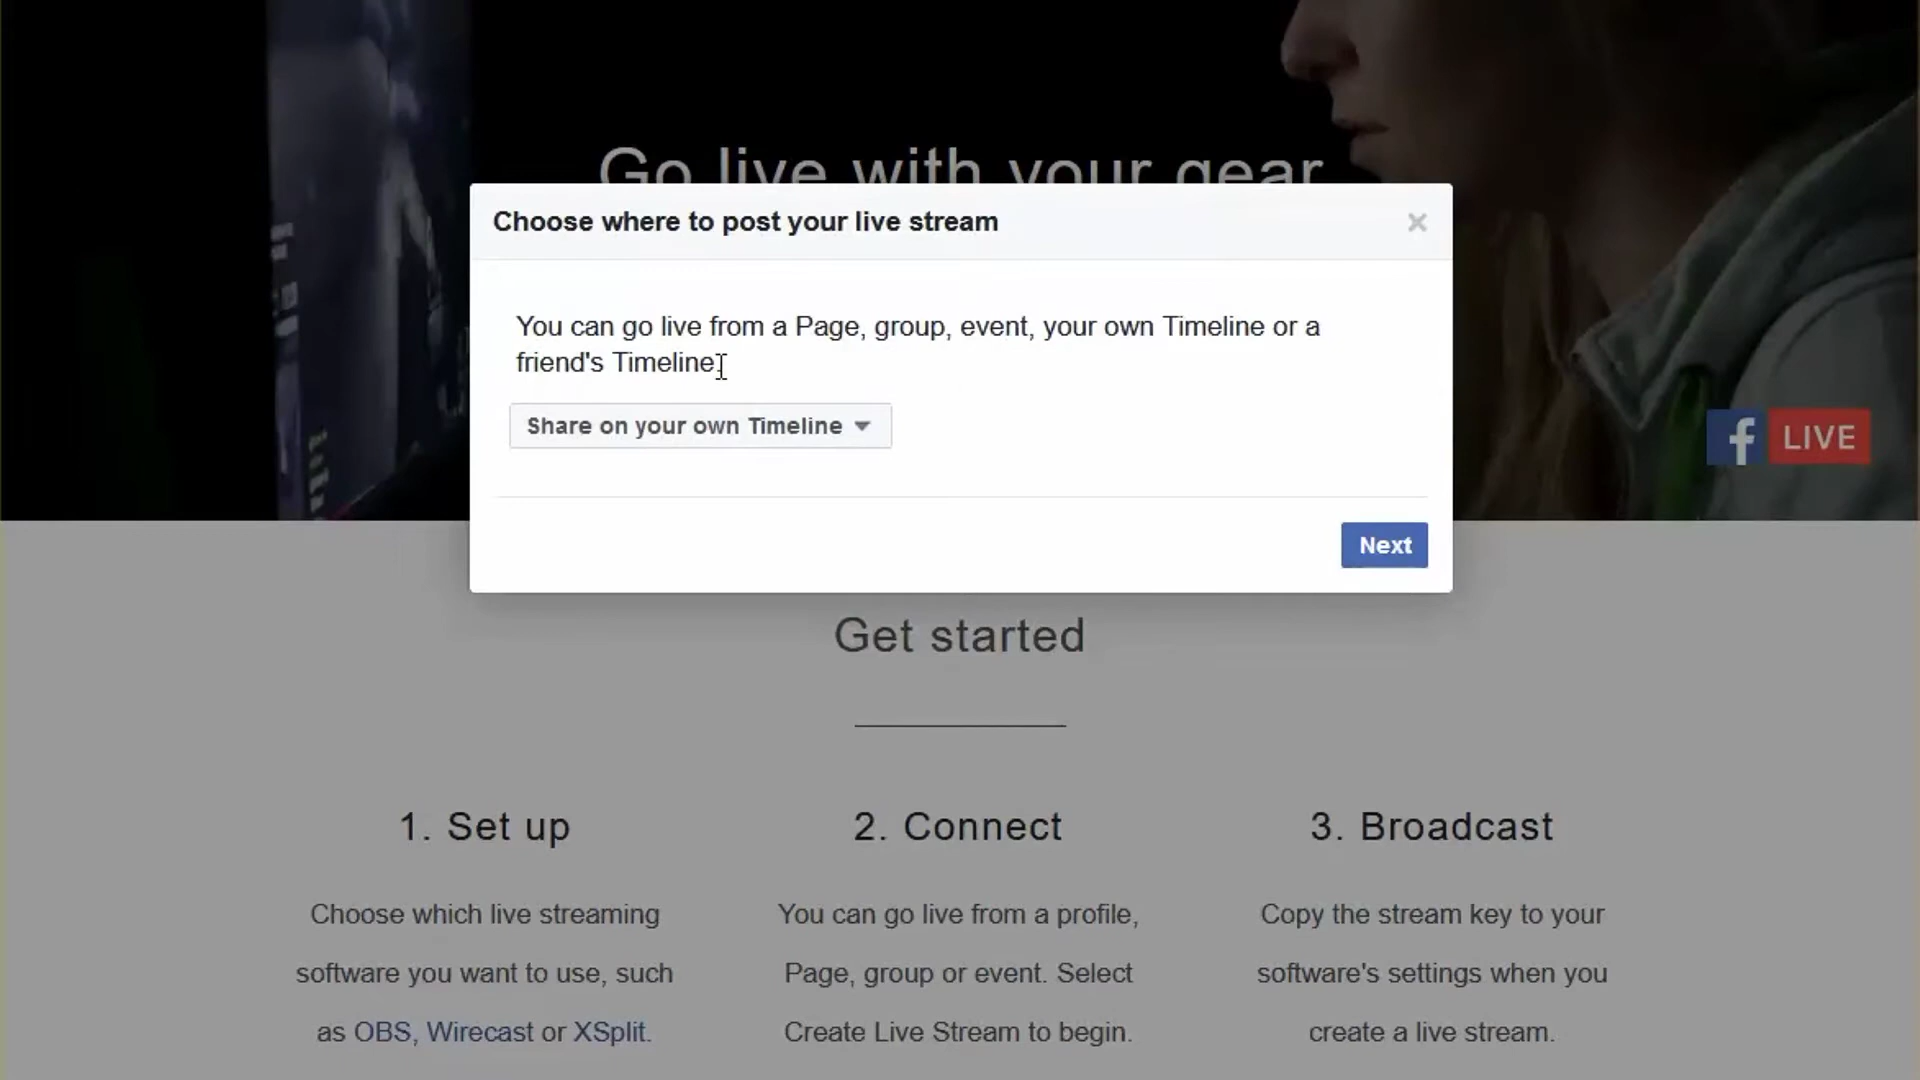 Go live with your gear
Choose where to post your live stream
You can go live from a Page, group, event, your own Timeline or a
friend's Timeline.
Share on your own Timeline
f LIVE
Next
Get started
1. Set up
Choose which live streaming
software you want to use, such
as OBS, Wirecast or XSplit.
2. Connect
You can go live from a profile,
Page, group or event. Select
Create Live Stream to begin.
3. Broadcast
Copy the stream key to your
software's settings when you
create a live stream.